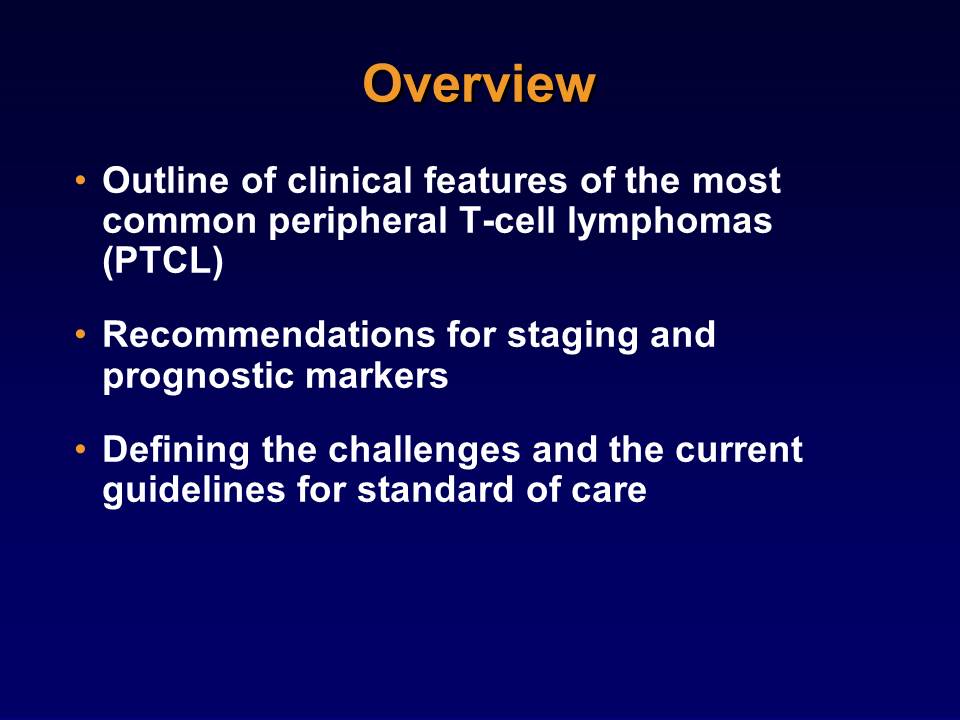 Overview
• Outline of clinical features of the most
common peripheral T-cell lymphomas
(PTCL)
• Recommendations for staging and
prognostic markers
• Defining the challenges and the current
guidelines for standard of care